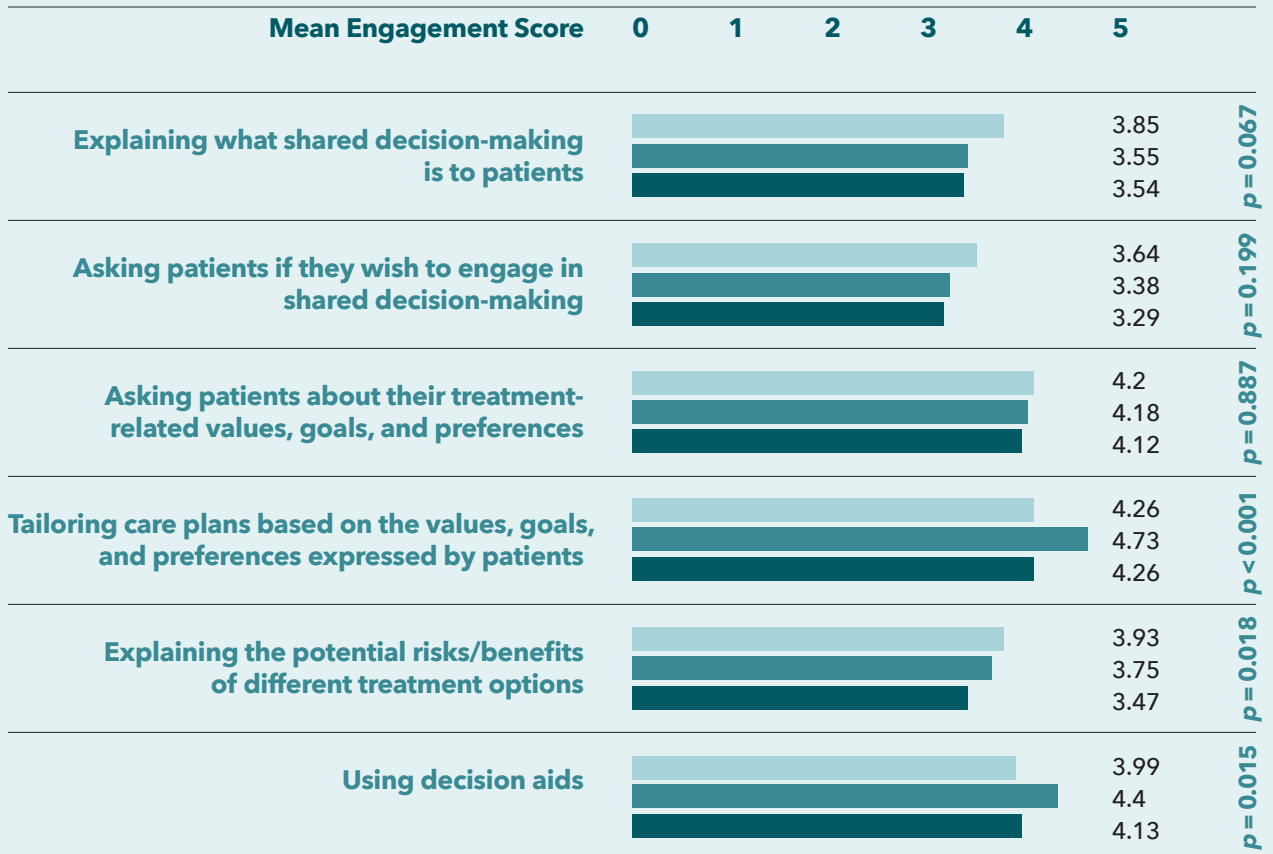 Mean Engagement Score 0 1 2 3 4 5
Explaining what shared decision-making
is to patients
3.85
3.55
3.54
p = 0.067
Asking patients if they wish to engage in
shared decision-making
3.64
3.38
3.29
p = 0.199
Asking patients about their treatment-
related values, goals, and preferences
4.2
4.18
4.12
p = 0.887
Tailoring care plans based on the values, goals,
and preferences expressed by patients
4.26
4.73
4.26
p < 0.001
Explaining the potential risks/benefits
of different treatment options
3.93
3.75
3.47
p = 0.018
Using decision aids
3.99
4.4
4.13
p = 0.015